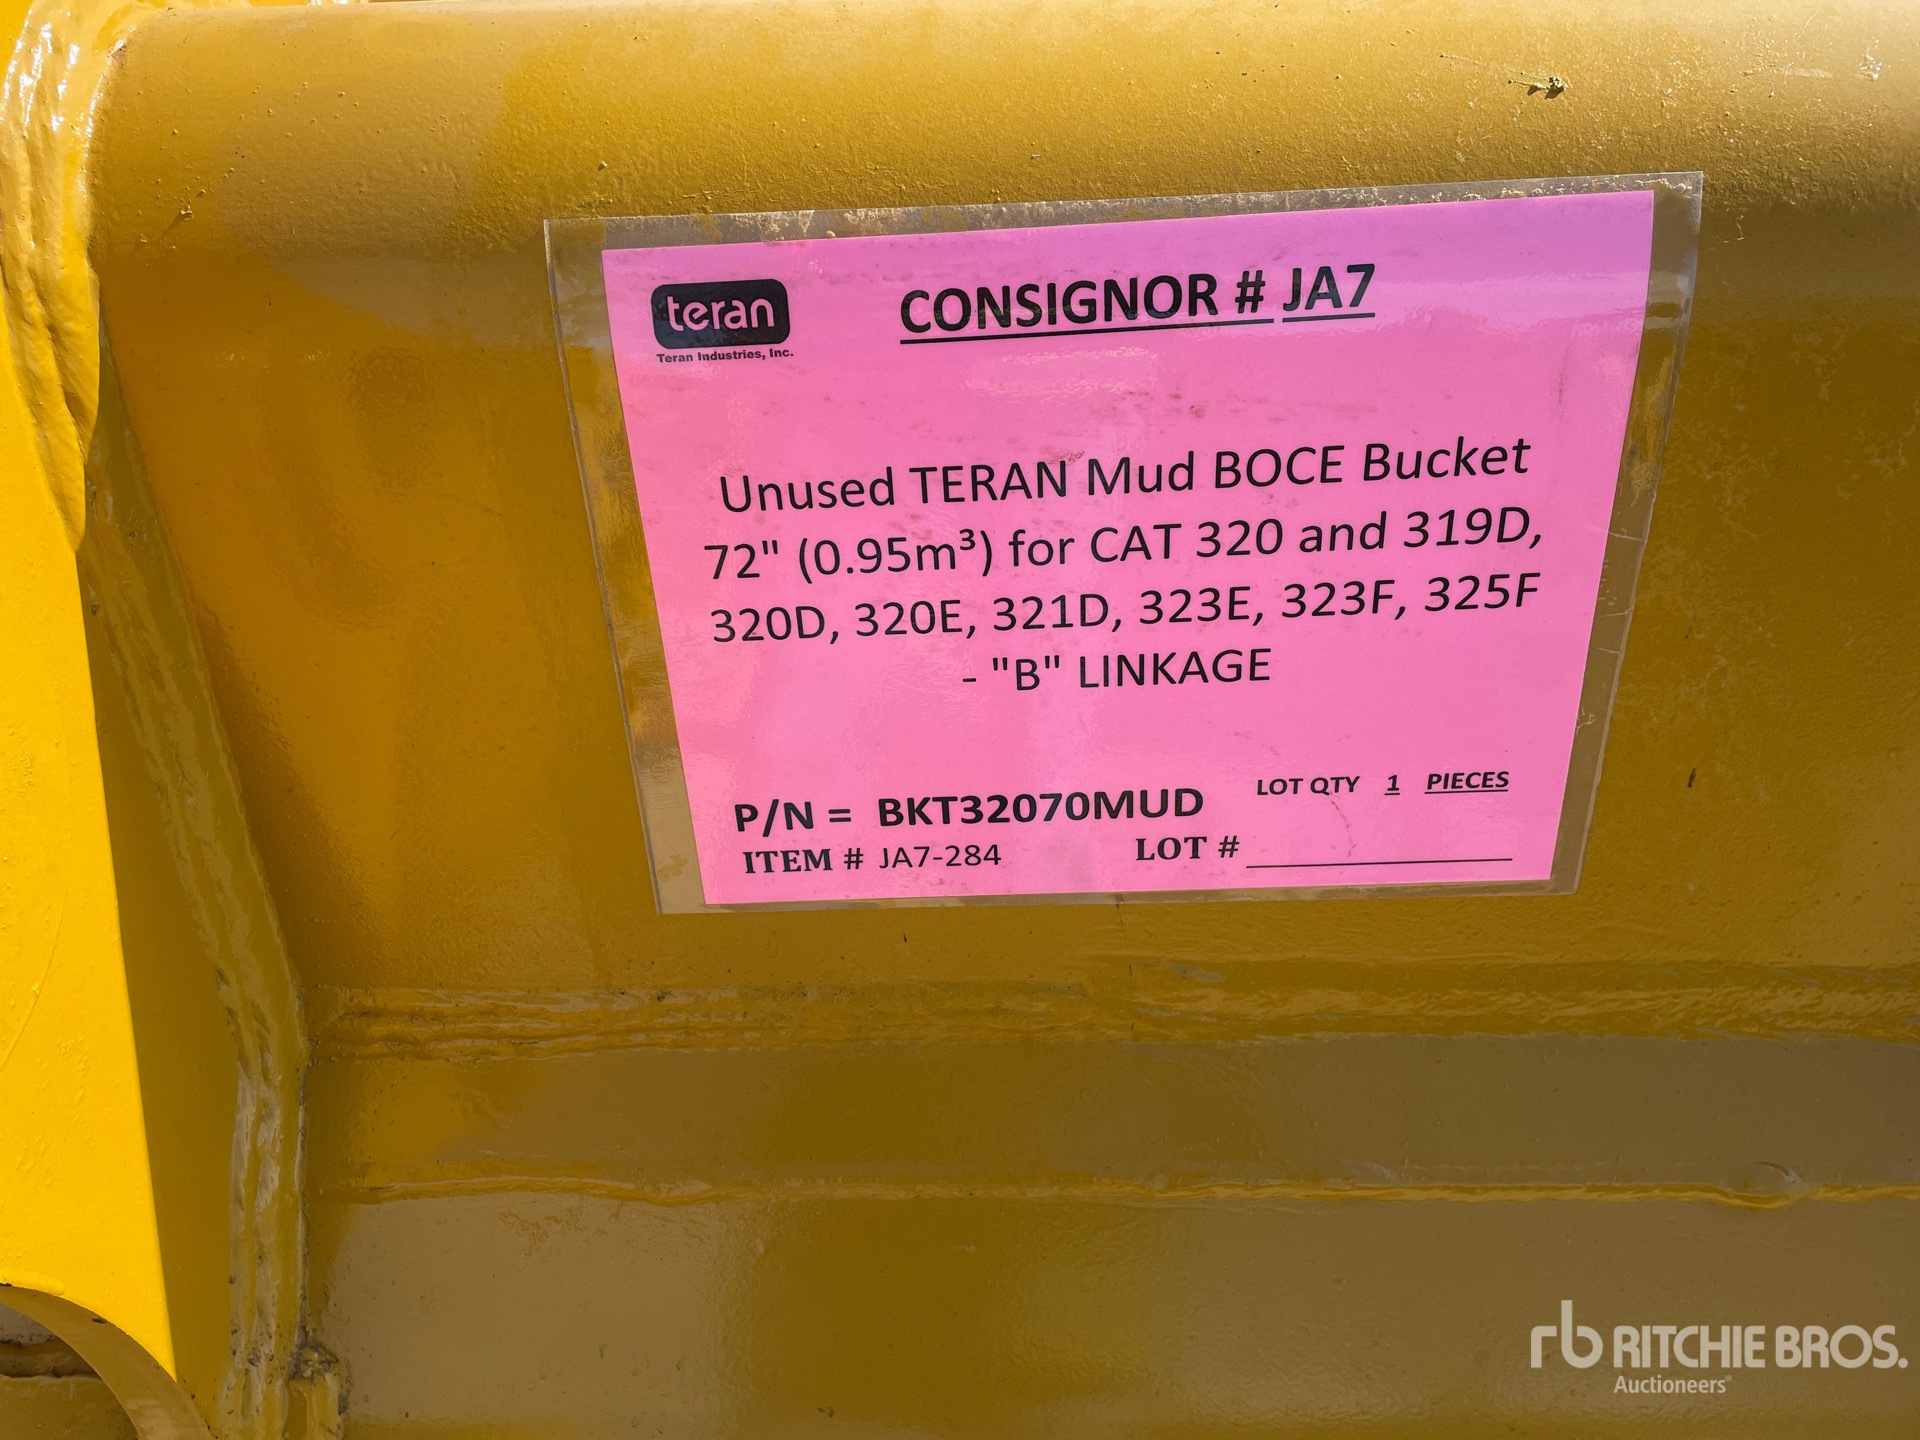 teran
Teran Industries, Inc.
CONSIGNOR # JA7
Unused TERAN Mud BOCE Bucket
72" (0.95m³) for CAT 320 and 319D,
320D, 320E, 321D, 323E, 323F, 325F
- "B" LINKAGE
P/N = BKT32070MUD
LOT QTY 1 PIECES
ITEM # JA7-284
LOT #
rb RITCHIE BROS.
Auctioneers